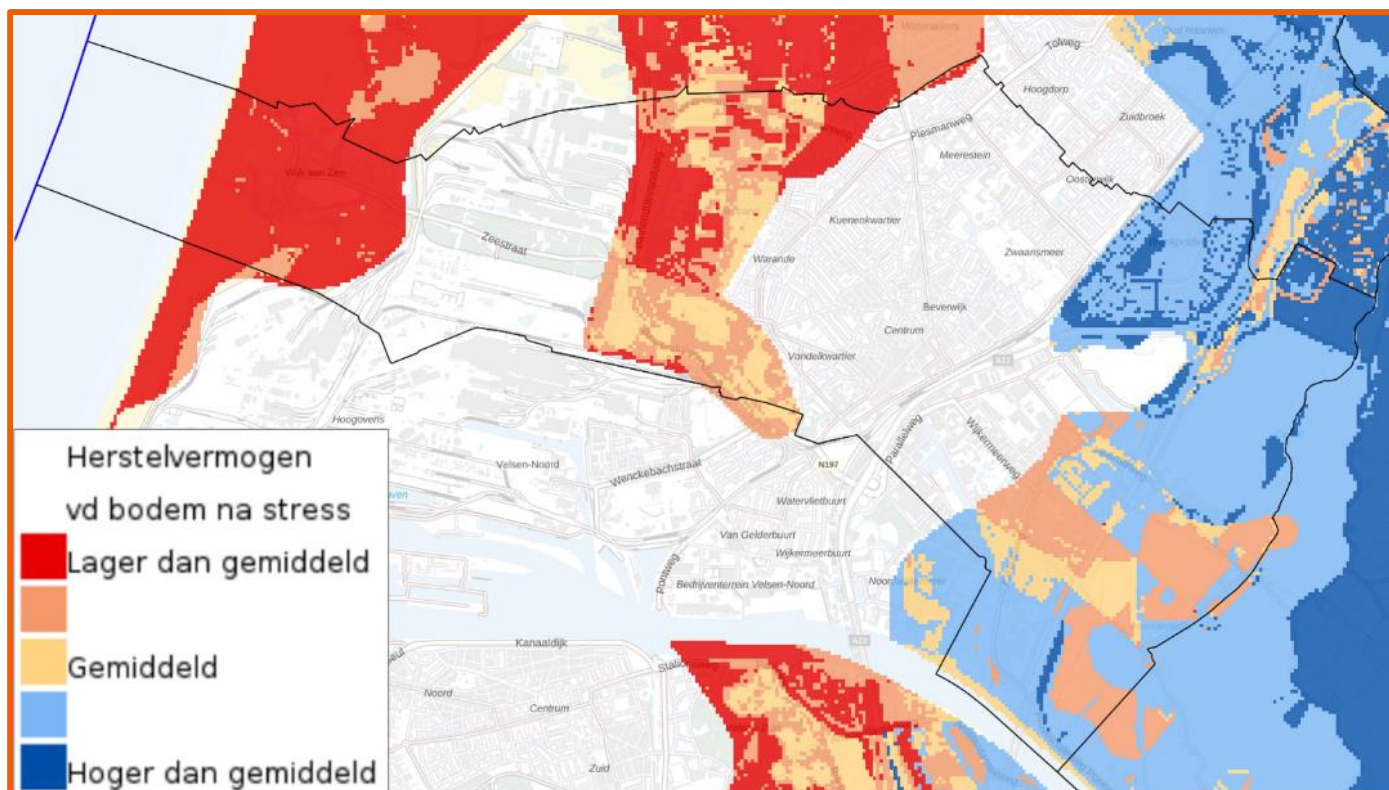 Tolweg
Hoogdorp
Zuidbroek
Plesmanweg
Meerestein
Wijk aan Zee
Oosterwijk
Kuenenkwartier
Zeestraat
Zwaansmeer
Warande
Beverwijk
Centrum
Vondelkwartier
A22
Hoogovens
Parallelweg
Wijkermeerweg
Velsen-Noord
Wenckebachstraat
N197
Watervlietbuurt
Van Gelderbuurt
Wijkermeerbuurt
Pontweg
Bedrijventerrein Velsen-Noord
A22
Kanaaldijk
Noord
Centrum
Zuid
Herstelvermogen
vd bodem na stress
Lager dan gemiddeld
Gemiddeld
Hoger dan gemiddeld